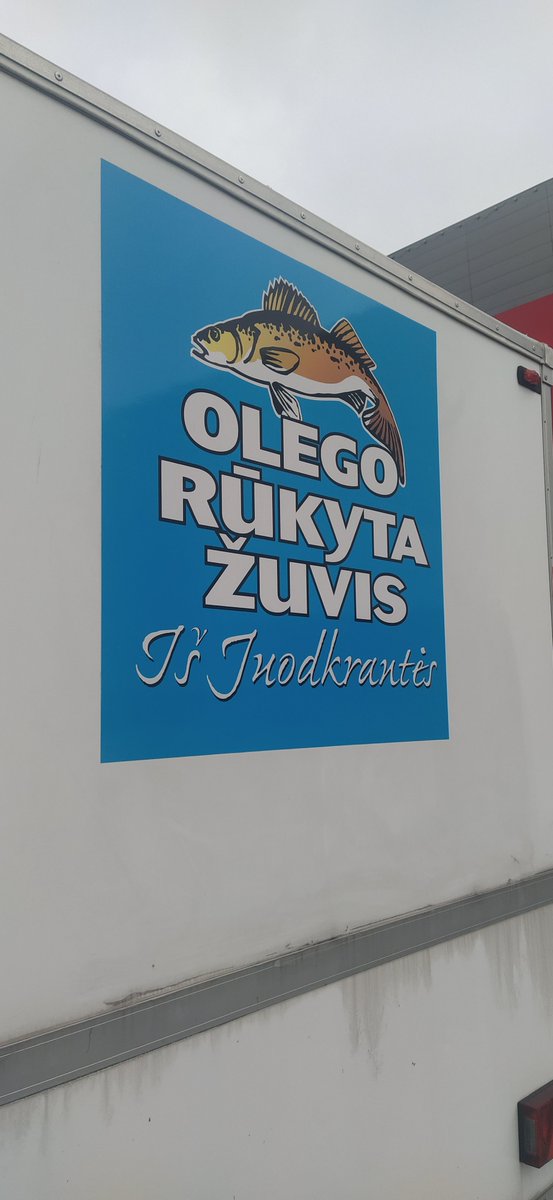 OLEGO
RŪKYTA
ŽUVIS
Iš Juodkrantės